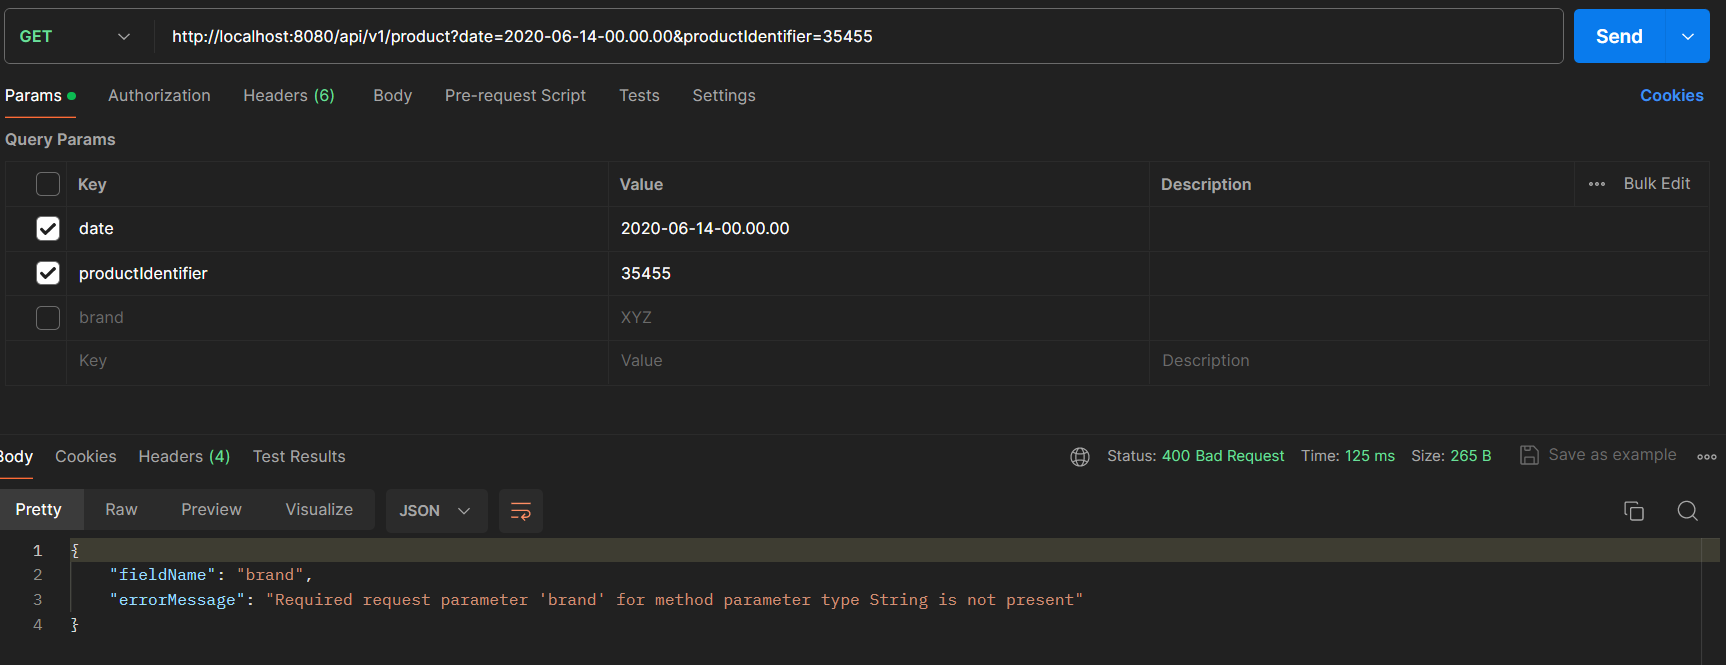 GET http://localhost:8080/api/v1/product?date=2020-06-14-00.00.00&productIdentifier=35455 Send
Params Authorization Headers (6) Body Pre-request Script Tests Settings Cookies
Query Params
Key Value Description Bulk Edit
date 2020-06-14-00.00.00
productIdentifier 35455
brand XYZ
Key Value Description
Body Cookies Headers (4) Test Results Status: 400 Bad Request Time: 125 ms Size: 265 B Save as example
Pretty Raw Preview Visualize JSON
1 {
2 "fieldName": "brand",
3 "errorMessage": "Required request parameter 'brand' for method parameter type String is not present"
4 }